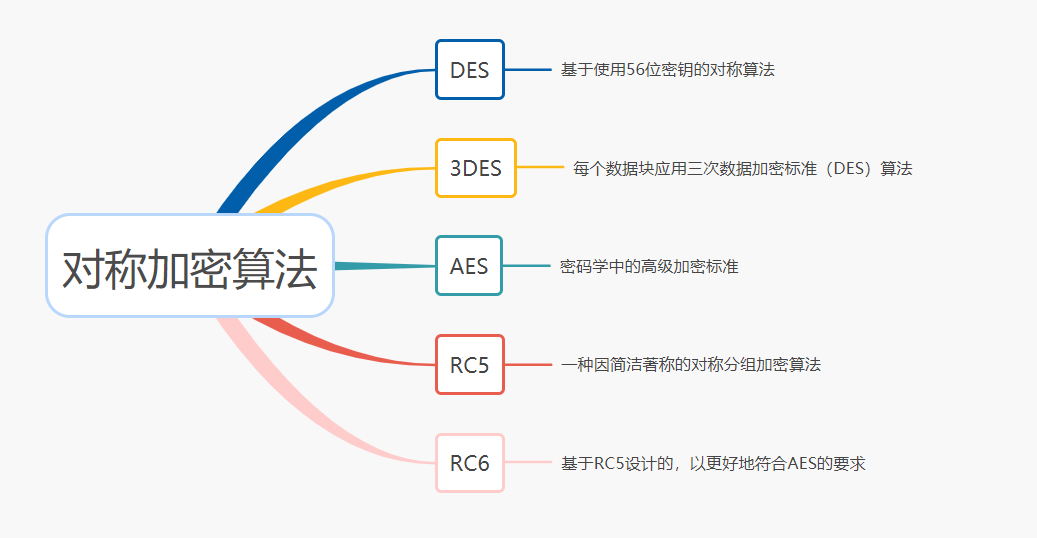 对称加密算法
DES
基于使用56位密钥的对称算法
3DES
每个数据块应用三次数据加密标准（DES）算法
AES
密码学中的高级加密标准
RC5
一种因简洁著称的对称分组加密算法
RC6
基于RC5设计的，以更好地符合AES的要求